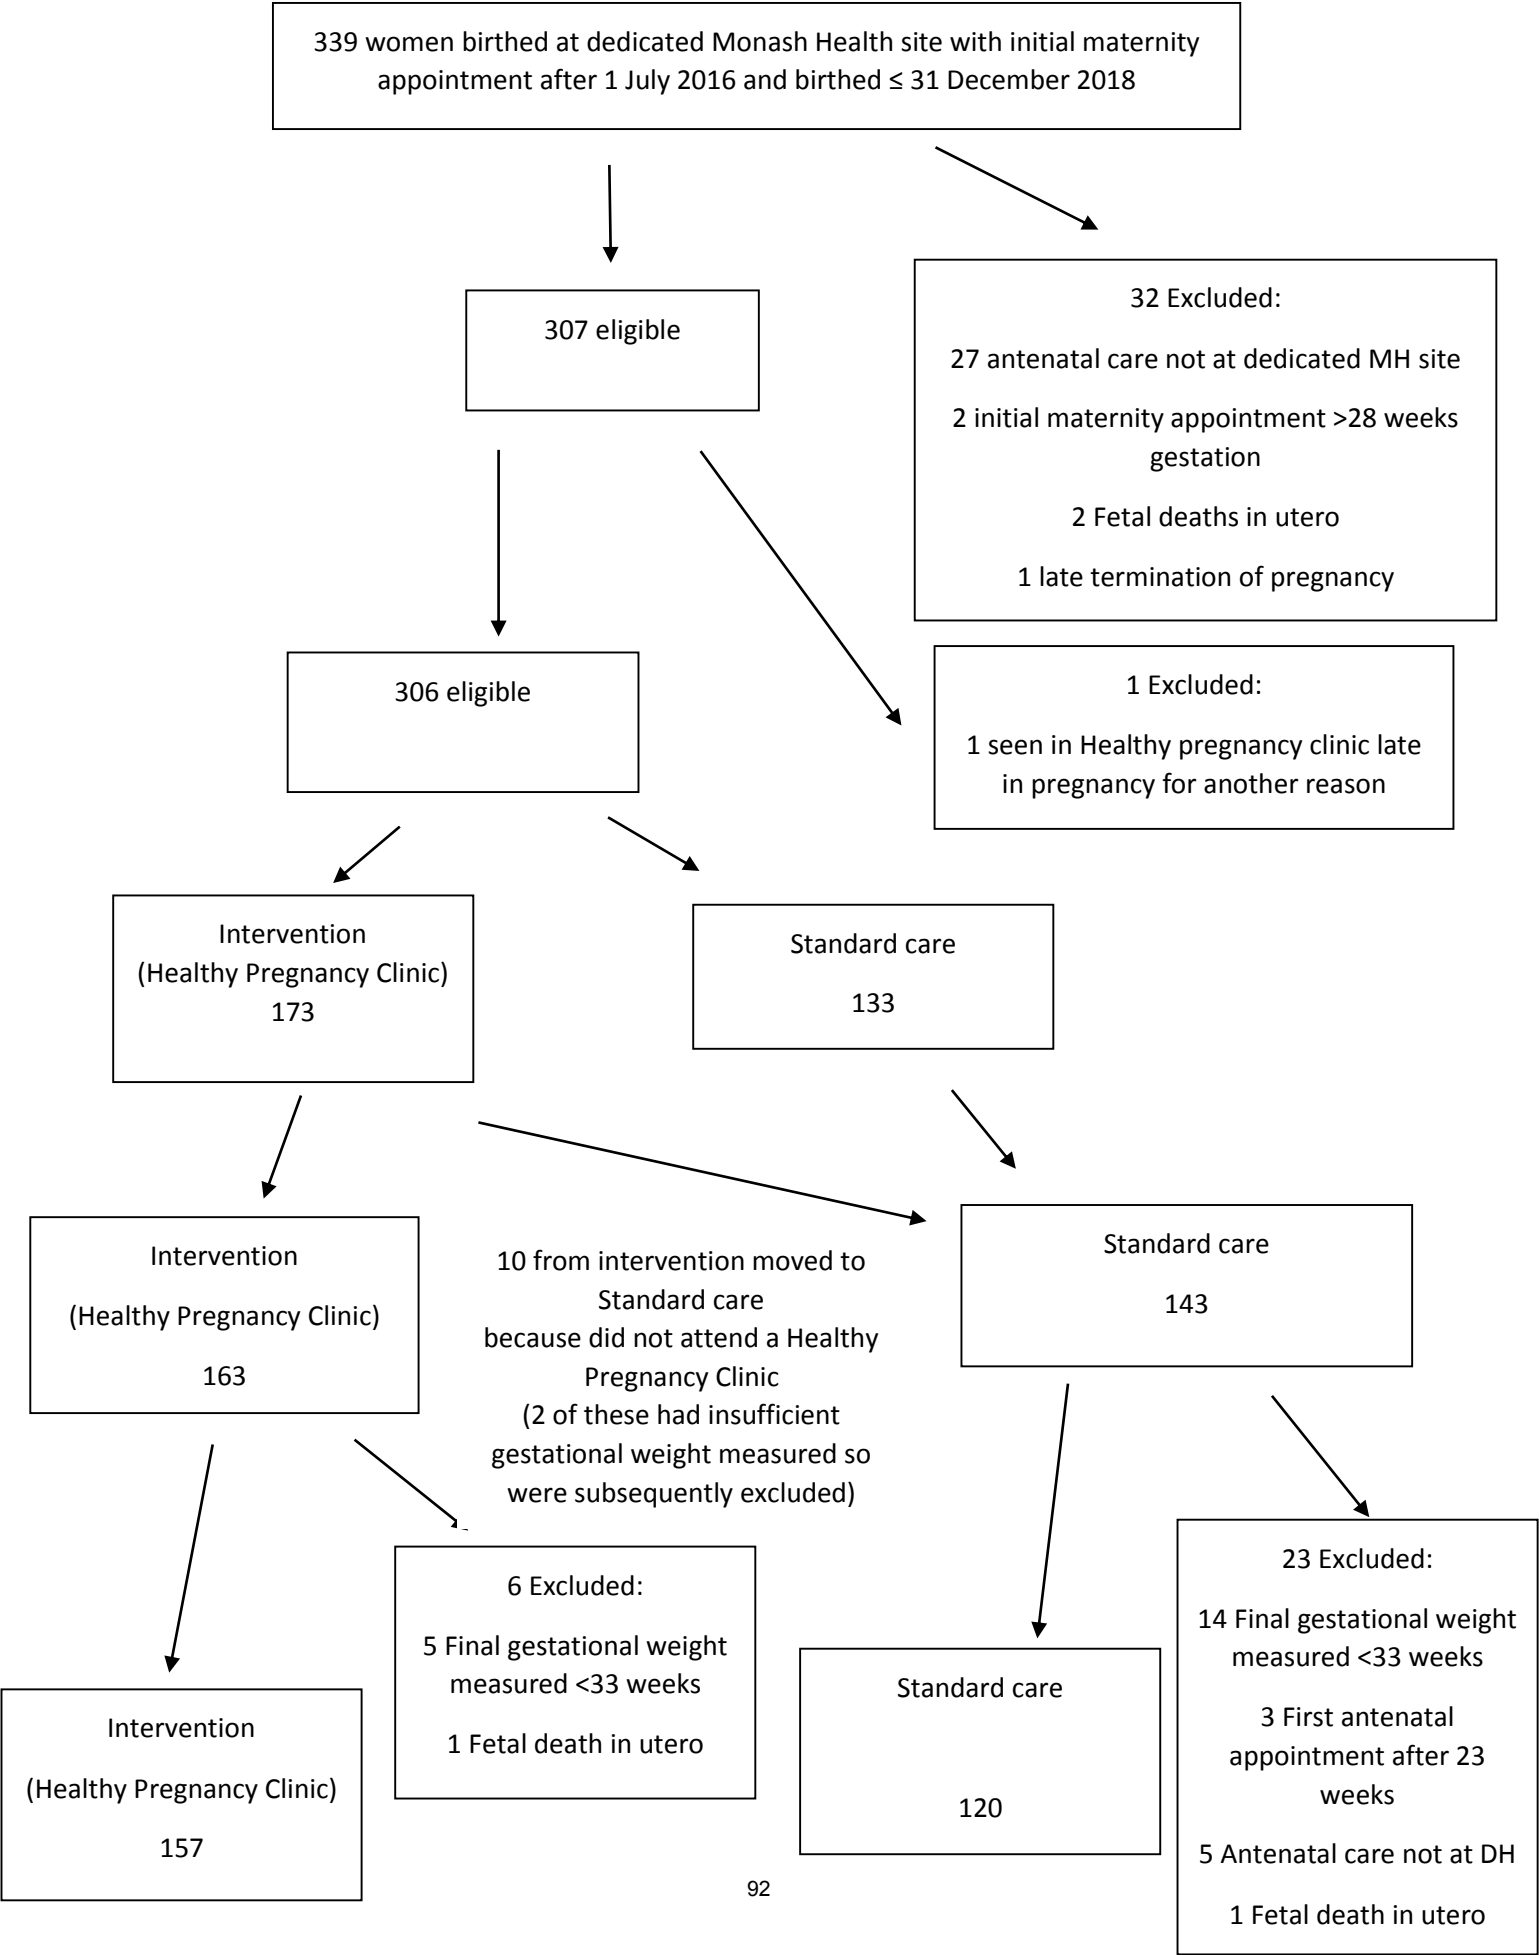 339 women birthed at dedicated Monash Health site with initial maternity
appointment after 1 July 2016 and birthed ≤ 31 December 2018
307 eligible
32 Excluded:
27 antenatal care not at dedicated MH site
2 initial maternity appointment >28 weeks
gestation
2 Fetal deaths in utero
1 late termination of pregnancy
306 eligible
1 Excluded:
1 seen in Healthy pregnancy clinic late
in pregnancy for another reason
Intervention
(Healthy Pregnancy Clinic)
173
Standard care
133
Intervention
(Healthy Pregnancy Clinic)
163
10 from intervention moved to
Standard care
because did not attend a Healthy
Pregnancy Clinic
(2 of these had insufficient
gestational weight measured so
were subsequently excluded)
Standard care
143
6 Excluded:
5 Final gestational weight
measured <33 weeks
1 Fetal death in utero
23 Excluded:
14 Final gestational weight
measured <33 weeks
3 First antenatal
appointment after 23
weeks
5 Antenatal care not at DH
1 Fetal death in utero
Intervention
(Healthy Pregnancy Clinic)
157
Standard care
120
92